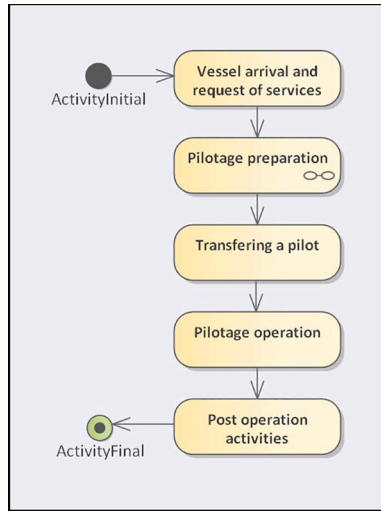 Vessel arrival and
request of services
ActivityInitial
Pilotage preparation
Transfering a pilot
Pilotage operation
Post operation
activities
ActivityFinal